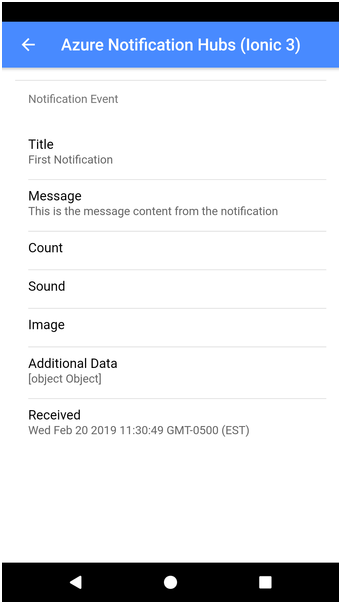 Azure Notification Hubs (Ionic 3)
Notification Event
Title
First Notification
Message
This is the message content from the notification
Count
Sound
Image
Additional Data
[object Object]
Received
Wed Feb 20 2019 11:30:49 GMT-0500 (EST)